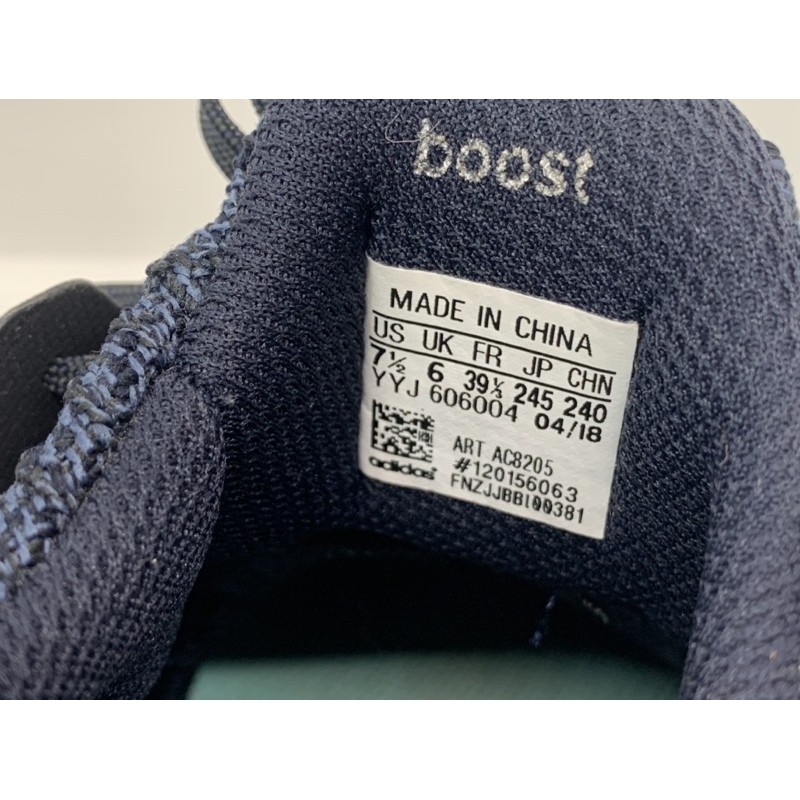 boost
MADE IN CHINA
US UK FR JP CHN
7½ 6 39⅓ 245 240
YYJ 606004 04/18
ART AC8205
#120156063
adidas
FNZJJBBI00381